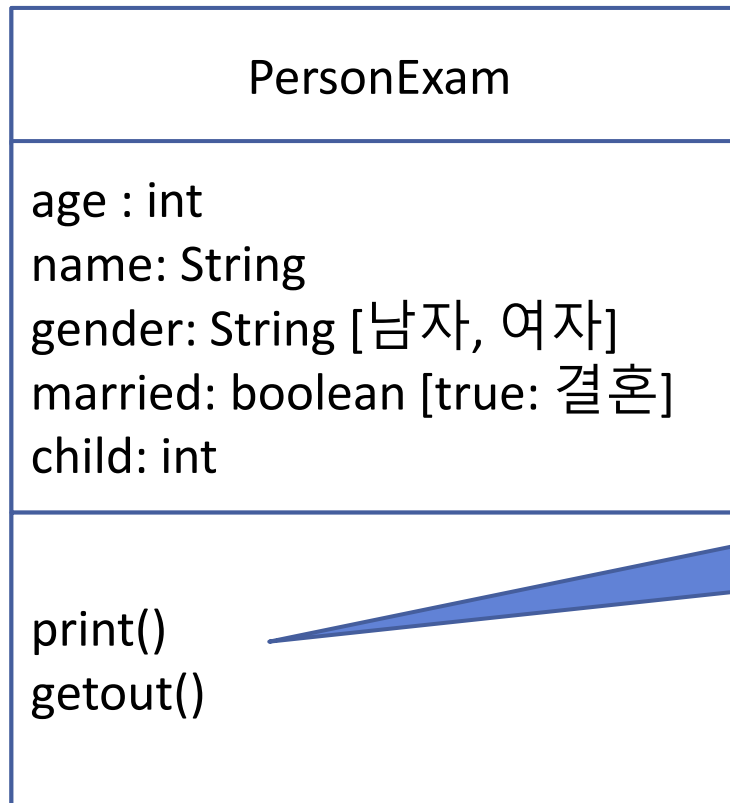 PersonExam
age : int
name: String
gender: String [남자, 여자]
married: boolean [true: 결혼]
child: int
print()
getout()